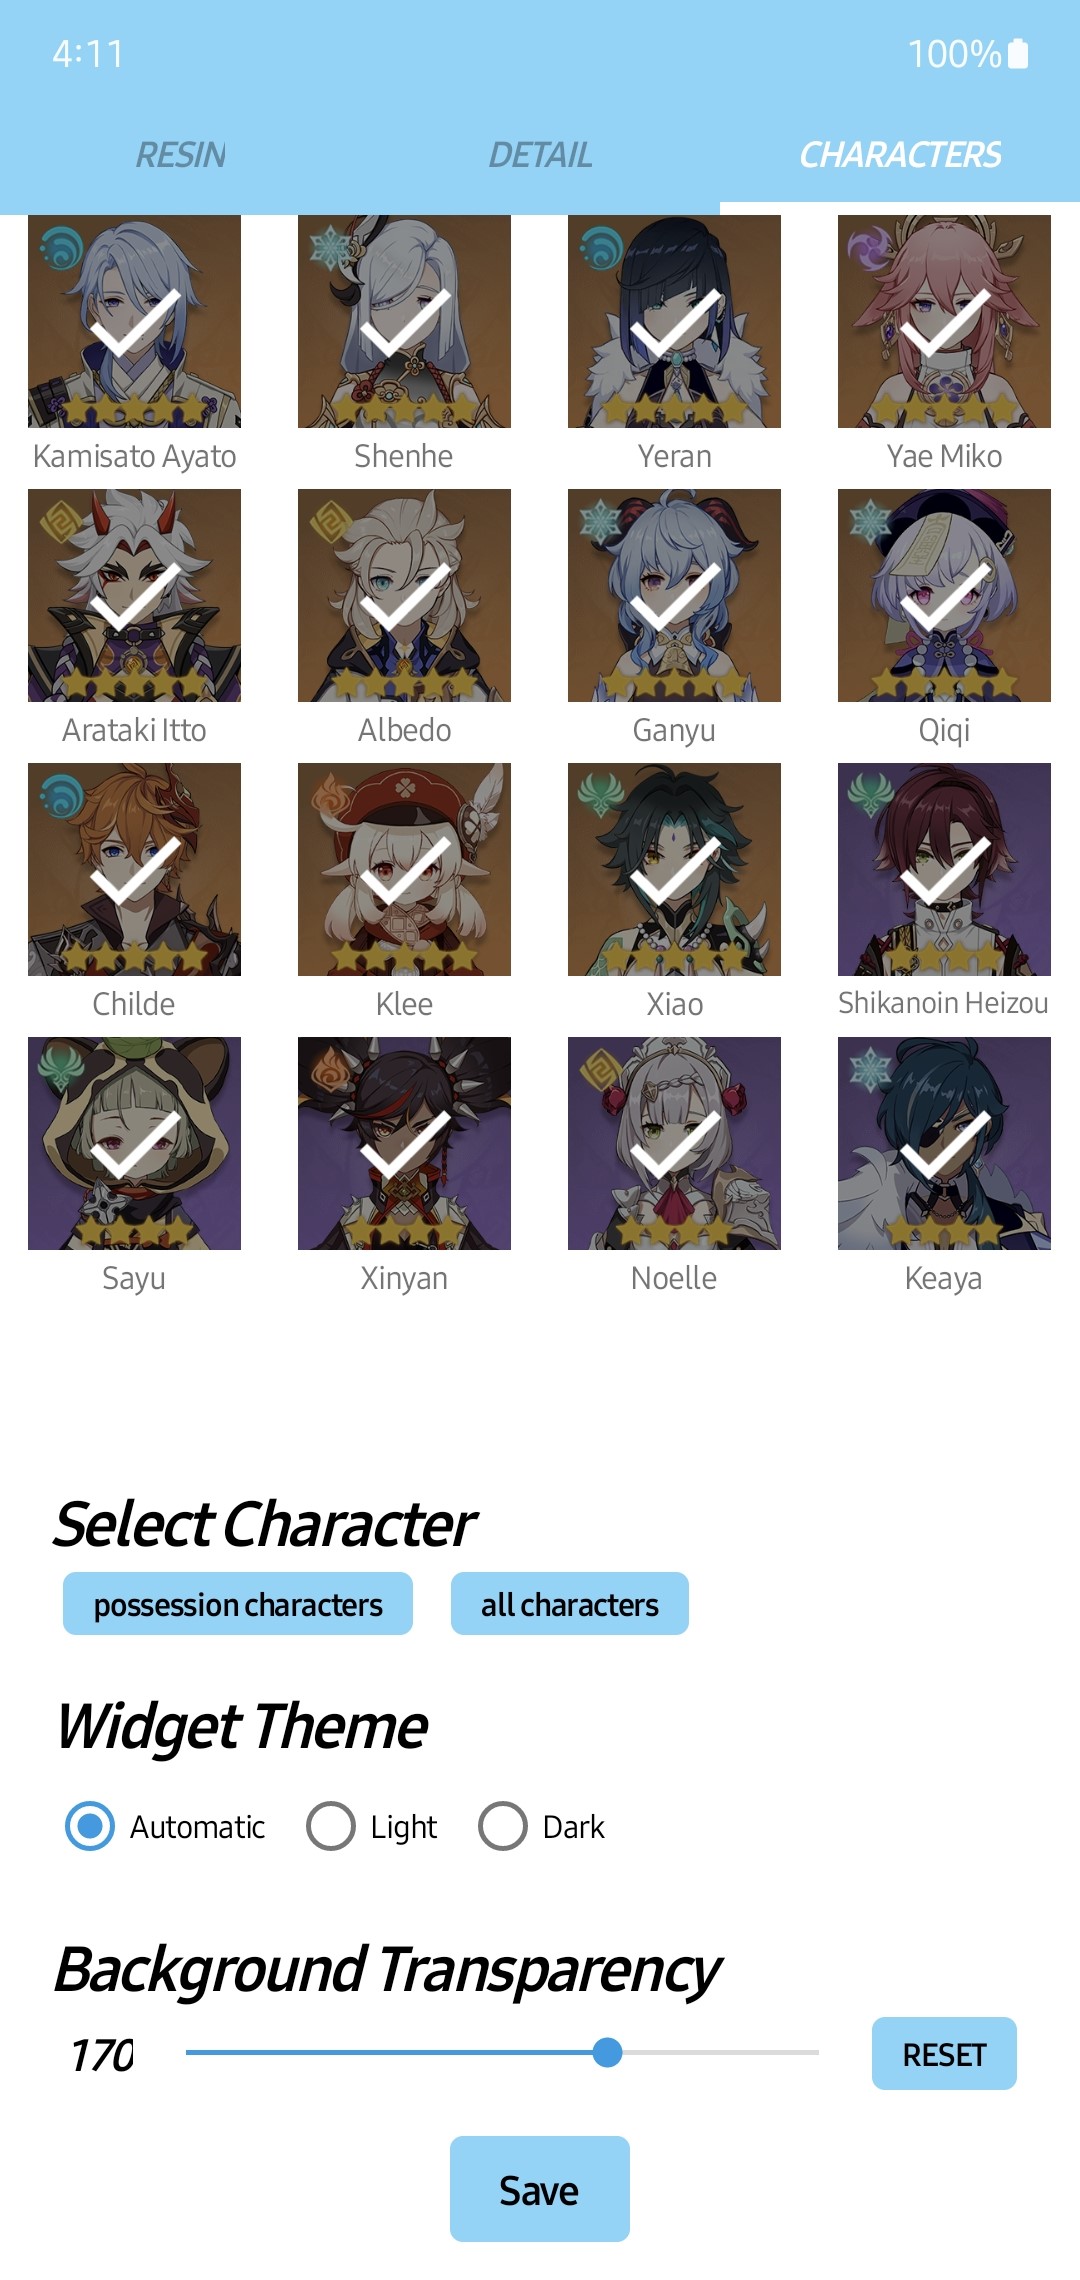 4:11 100%
RESIN DETAIL CHARACTERS
Kamisato Ayato Shenhe Yeran Yae Miko
Arataki Itto Albedo Ganyu Qiqi
Childe Klee Xiao Shikanoin Heizou
Sayu Xinyan Noelle Keaya
Select Character
possession characters all characters
Widget Theme
Automatic Light Dark
Background Transparency
170 RESET
Save